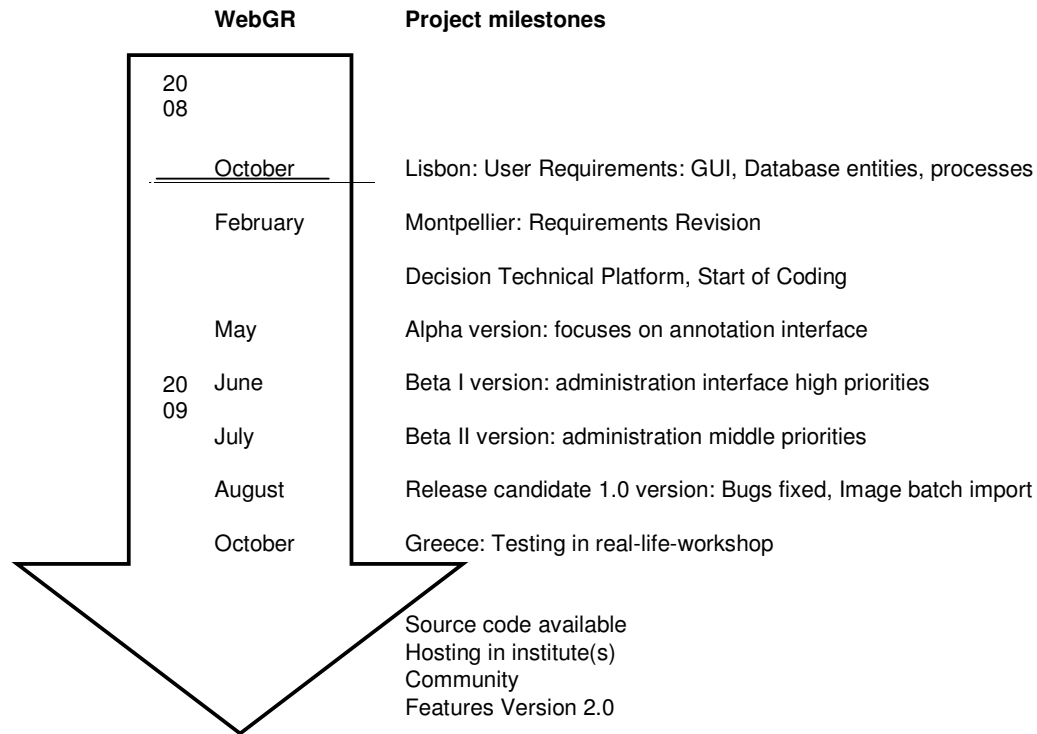 WebGR Project milestones
20
08
October Lisbon: User Requirements: GUI, Database entities, processes
February Montpellier: Requirements Revision
Decision Technical Platform, Start of Coding
May Alpha version: focuses on annotation interface
20
09
June Beta I version: administration interface high priorities
July Beta II version: administration middle priorities
August Release candidate 1.0 version: Bugs fixed, Image batch import
October Greece: Testing in real-life-workshop
Source code available
Hosting in institute(s)
Community
Features Version 2.0